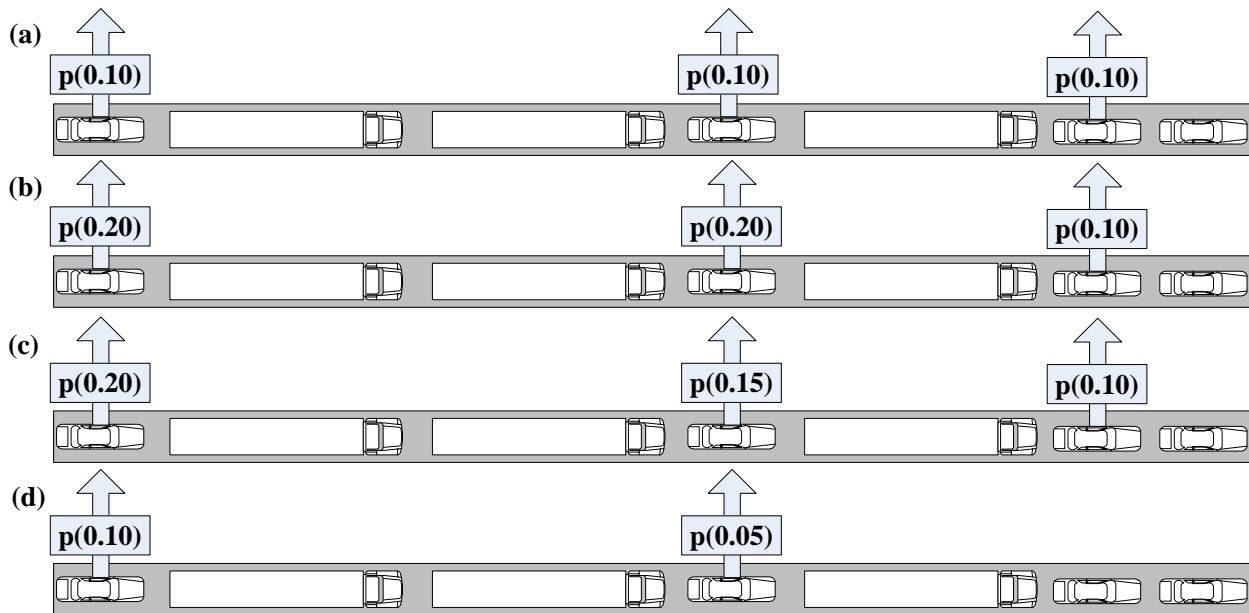 (a)
p(0.10) p(0.10) p(0.10)
(b)
p(0.20) p(0.20) p(0.10)
(c)
p(0.20) p(0.15) p(0.10)
(d)
p(0.10) p(0.05)